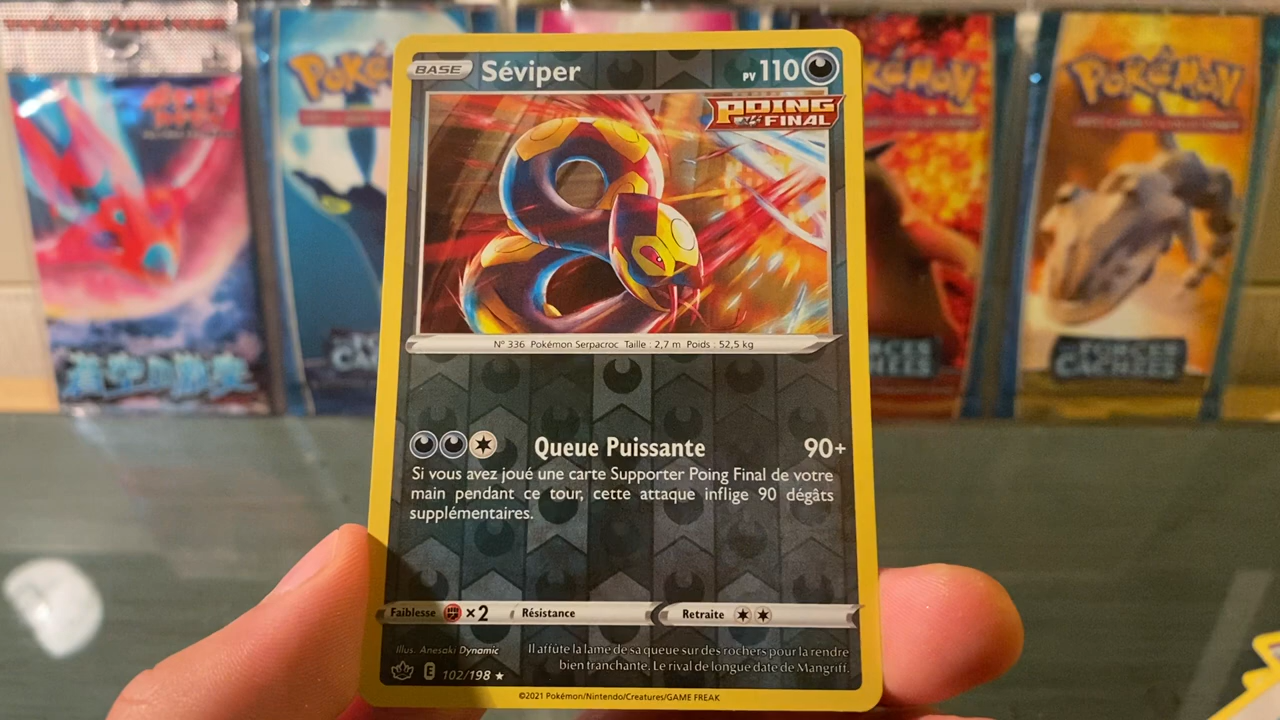 POKÉMON
POKÉMON
POKÉMON
BASE
Séviper
PV 110
POING
FINAL
N° 336 Pokémon Serpacroc Taille : 2,7 m Poids : 52,5 kg
FORCES
CACHÉES
FORCES
CACHÉES
Queue Puissante 90+
Si vous avez joué une carte Supporter Poing Final de votre
main pendant ce tour, cette attaque inflige 90 dégâts
supplémentaires.
Faiblesse ×2 Résistance Retraite
Illus. Anesaki Dynamic
Il affûte la lame de sa queue sur des rochers pour la rendre
bien tranchante. Le rival de longue date de Mangriff.
E 102/198 ★
©2021 Pokémon/Nintendo/Creatures/GAME FREAK